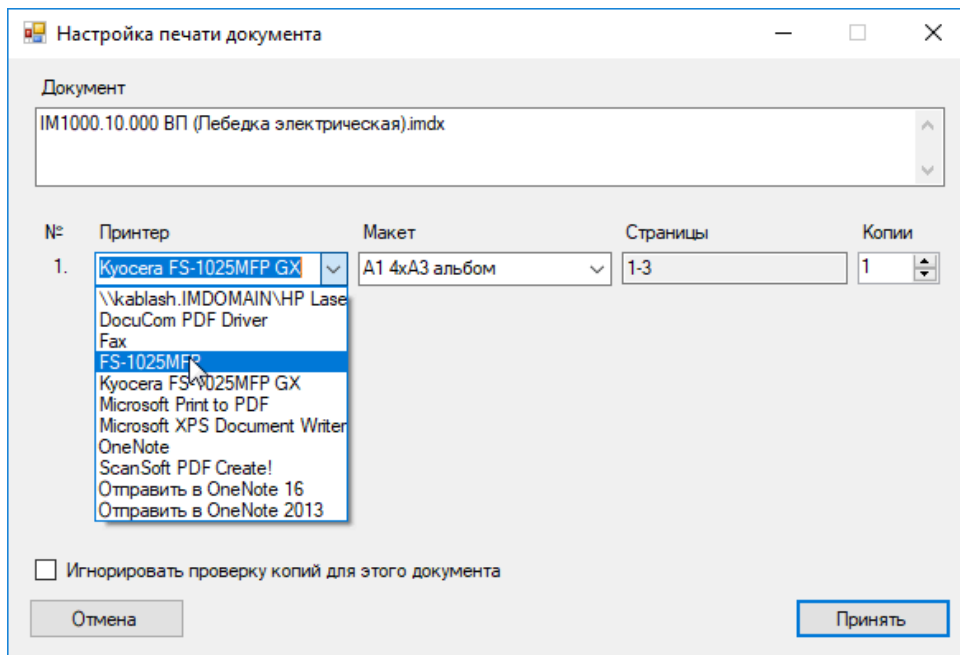 Настройка печати документа
Документ
IM1000.10.000 ВП (Лебедка электрическая).imdx
№ Принтер Макет Страницы Копии
1. Kyocera FS-1025MFP GX А1 4хА3 альбом 1-3 1
\\kablash.IMDOMAIN\HP Lase
DocuCom PDF Driver
Fax
FS-1025MFP
Kyocera FS-1025MFP GX
Microsoft Print to PDF
Microsoft XPS Document Writer
OneNote
ScanSoft PDF Create!
Отправить в OneNote 16
Отправить в OneNote 2013
Игнорировать проверку копий для этого документа
Отмена Принять